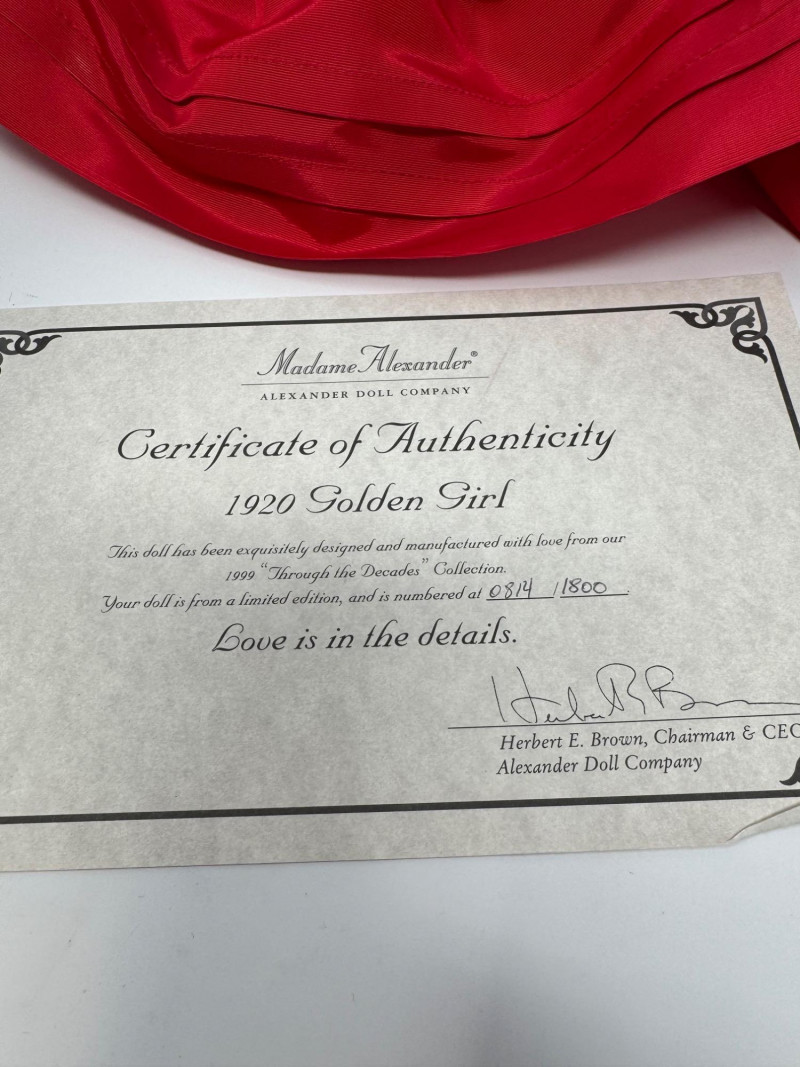 Madame Alexander®
ALEXANDER DOLL COMPANY
Certificate of Authenticity
1920 Golden Girl
This doll has been exquisitely designed and manufactured with love from our
1999 "Through the Decades" Collection.
Your doll is from a limited edition, and is numbered at 0814 / 1800.
Love is in the details.
Herbert E. Brown, Chairman & CEO
Alexander Doll Company